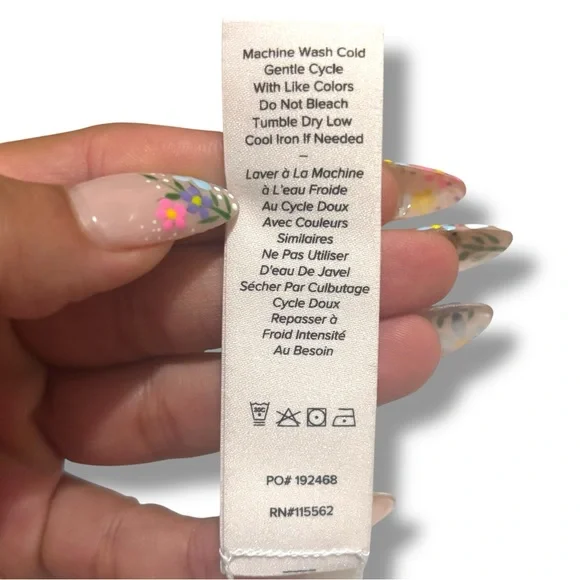 Machine Wash Cold
Gentle Cycle
With Like Colors
Do Not Bleach
Tumble Dry Low
Cool Iron If Needed
–
Laver à La Machine
à L'eau Froide
Au Cycle Doux
Avec Couleurs
Similaires
Ne Pas Utiliser
D'eau De Javel
Sécher Par Culbutage
Cycle Doux
Repasser à
Froid Intensité
Au Besoin
30C
PO# 192468
RN#115562